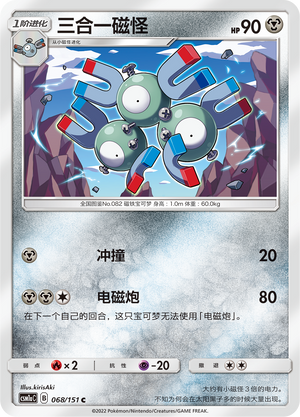 1阶进化
三合一磁怪
HP90
从小磁怪进化
全国图鉴No.082 磁铁宝可梦 身高：1.0m 体重：60.0kg
冲撞 20
电磁炮 80
在下一个自己的回合，这只宝可梦无法使用「电磁炮」。
弱点 ×2 抵抗力 -20 撤退
大约有小磁怪3倍的电力。
不知为何会在太阳黑子多的时候大量出现。
Illus.kirisAki
CSM1a C B 068/151 C
©2022 Pokémon/Nintendo/Creatures/GAME FREAK.